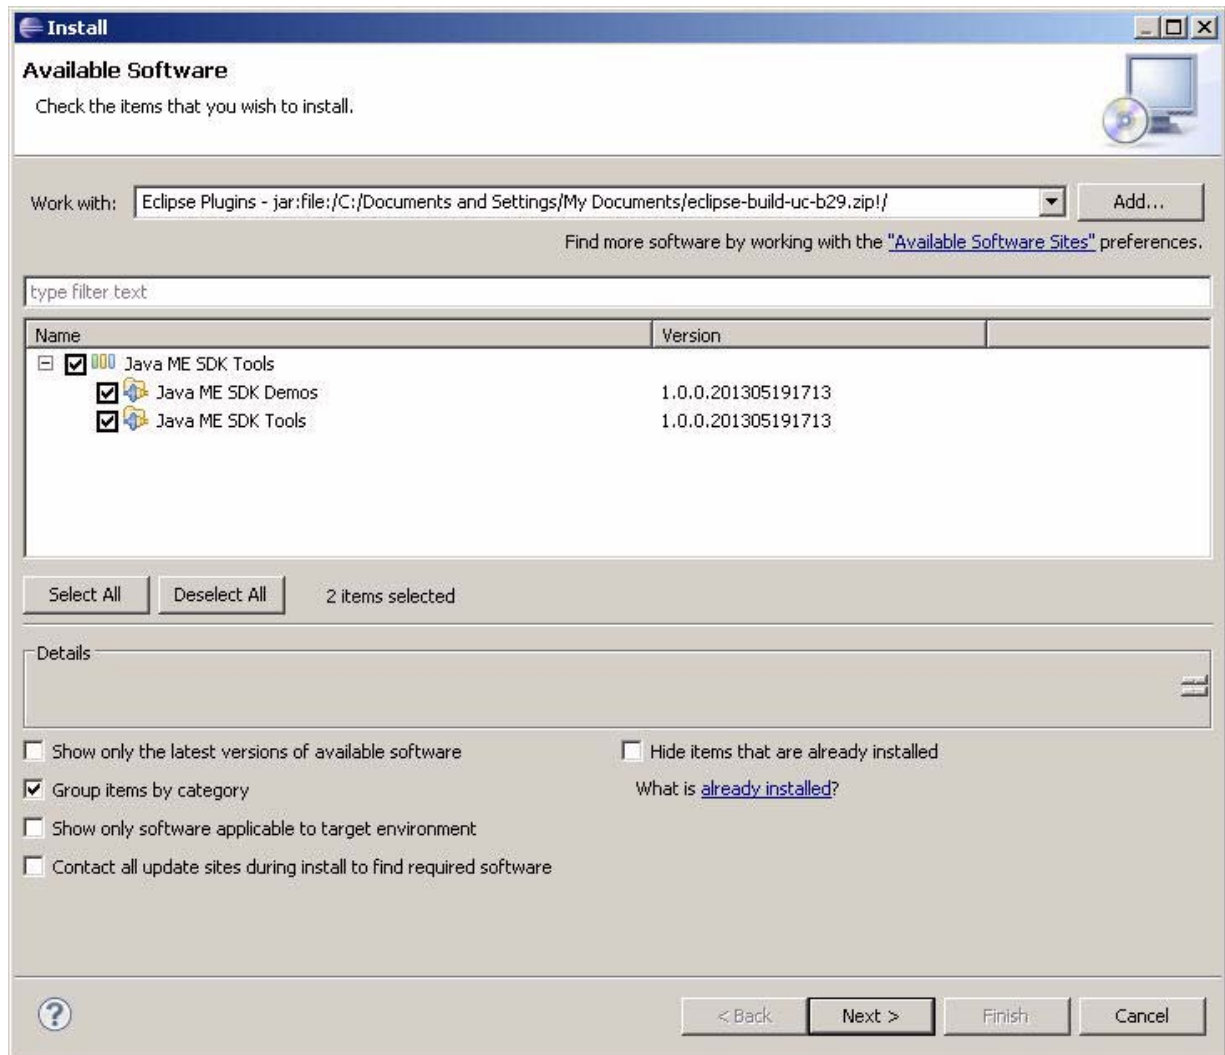 Install
Available Software
Check the items that you wish to install.
Work with: Eclipse Plugins - jar:file:/C:/Documents and Settings/My Documents/eclipse-build-uc-b29.zip!/ Add...
Find more software by working with the "Available Software Sites" preferences.
type filter text
Name Version
Java ME SDK Tools
Java ME SDK Demos 1.0.0.201305191713
Java ME SDK Tools 1.0.0.201305191713
Select All Deselect All 2 items selected
Details
Show only the latest versions of available software Hide items that are already installed
Group items by category What is already installed?
Show only software applicable to target environment
Contact all update sites during install to find required software
? < Back Next > Finish Cancel